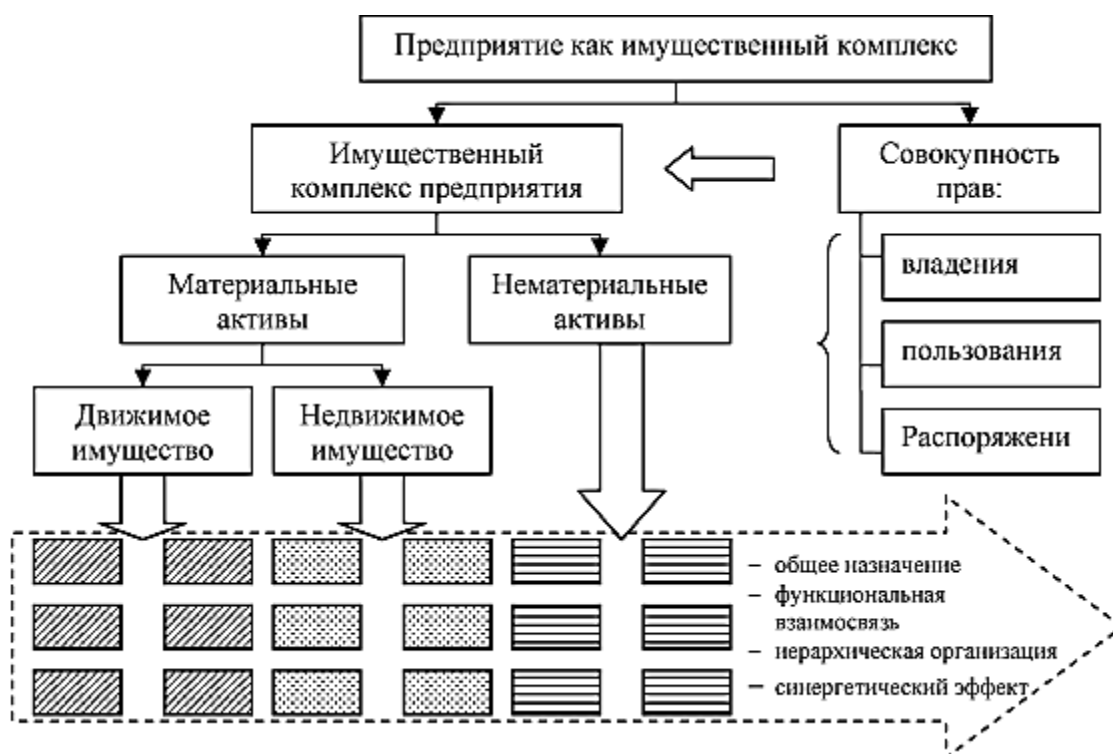 Предприятие как имущественный комплекс
Имущественный
комплекс предприятия
Совокупность
прав:
Материальные
активы
Нематериальные
активы
владения
пользования
Распоряжени
Движимое
имущество
Недвижимое
имущество
– общее назначение
– функциональная
взаимосвязь
– иерархическая организация
– синергетический эффект